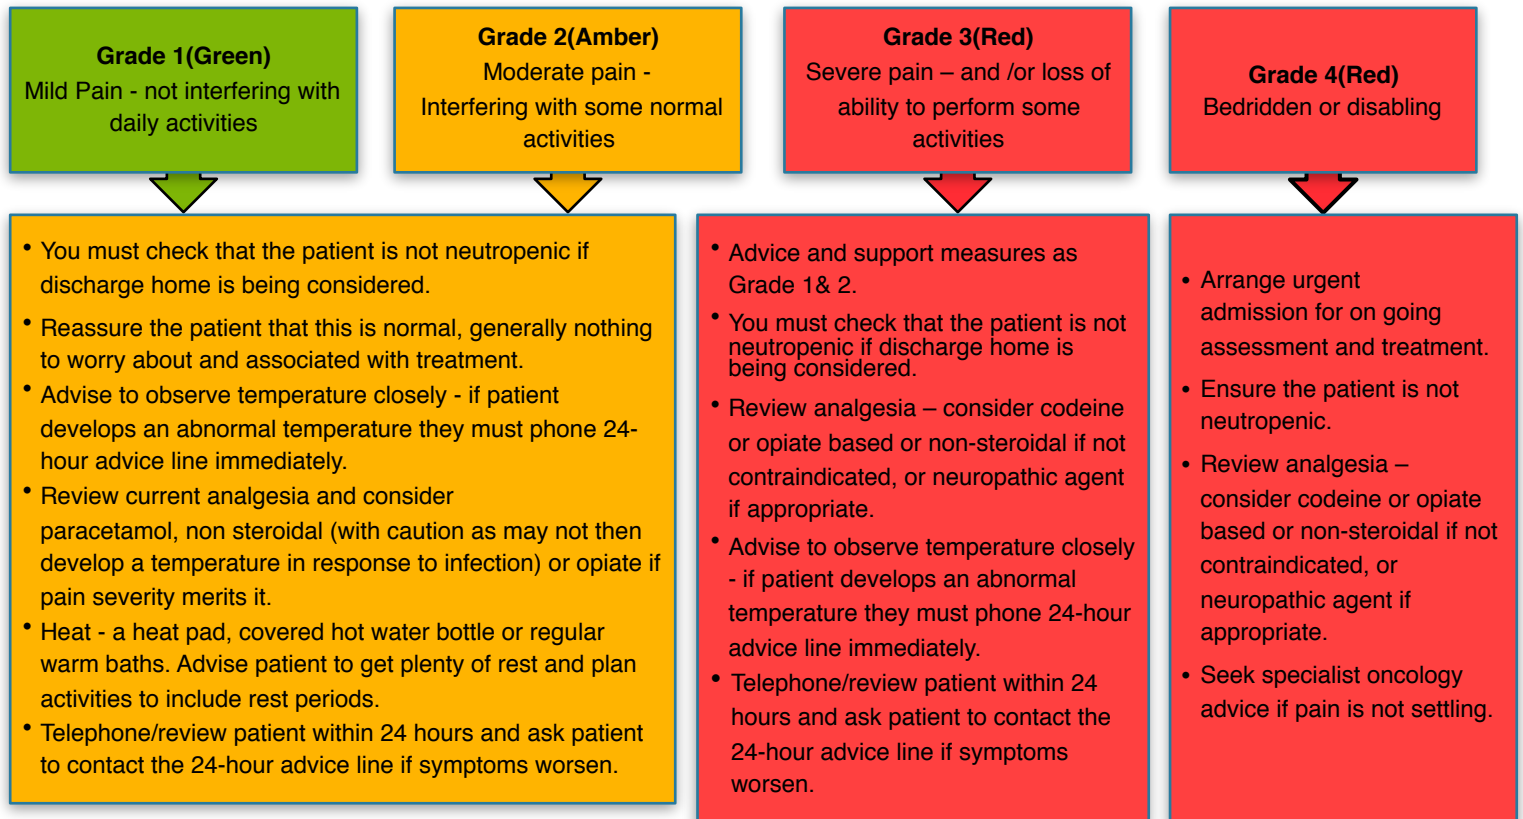 Grade 1(Green)
Mild Pain - not interfering with
daily activities
Grade 2(Amber)
Moderate pain -
Interfering with some normal
activities
Grade 3(Red)
Severe pain – and /or loss of
ability to perform some
activities
Grade 4(Red)
Bedridden or disabling
• You must check that the patient is not neutropenic if
discharge home is being considered.
• Reassure the patient that this is normal, generally nothing
to worry about and associated with treatment.
• Advise to observe temperature closely - if patient
develops an abnormal temperature they must phone 24-
hour advice line immediately.
• Review current analgesia and consider
paracetamol, non steroidal (with caution as may not then
develop a temperature in response to infection) or opiate if
pain severity merits it.
• Heat - a heat pad, covered hot water bottle or regular
warm baths. Advise patient to get plenty of rest and plan
activities to include rest periods.
• Telephone/review patient within 24 hours and ask patient
to contact the 24-hour advice line if symptoms worsen.
• Advice and support measures as
Grade 1& 2.
• You must check that the patient is not
neutropenic if discharge home is
being considered.
• Review analgesia – consider codeine
or opiate based or non-steroidal if not
contraindicated, or neuropathic agent
if appropriate.
• Advise to observe temperature closely
- if patient develops an abnormal
temperature they must phone 24-hour
advice line immediately.
• Telephone/review patient within 24
hours and ask patient to contact the
24-hour advice line if symptoms
worsen.
• Arrange urgent
admission for on going
assessment and treatment.
• Ensure the patient is not
neutropenic.
• Review analgesia –
consider codeine or opiate
based or non-steroidal if not
contraindicated, or
neuropathic agent if
appropriate.
• Seek specialist oncology
advice if pain is not settling.